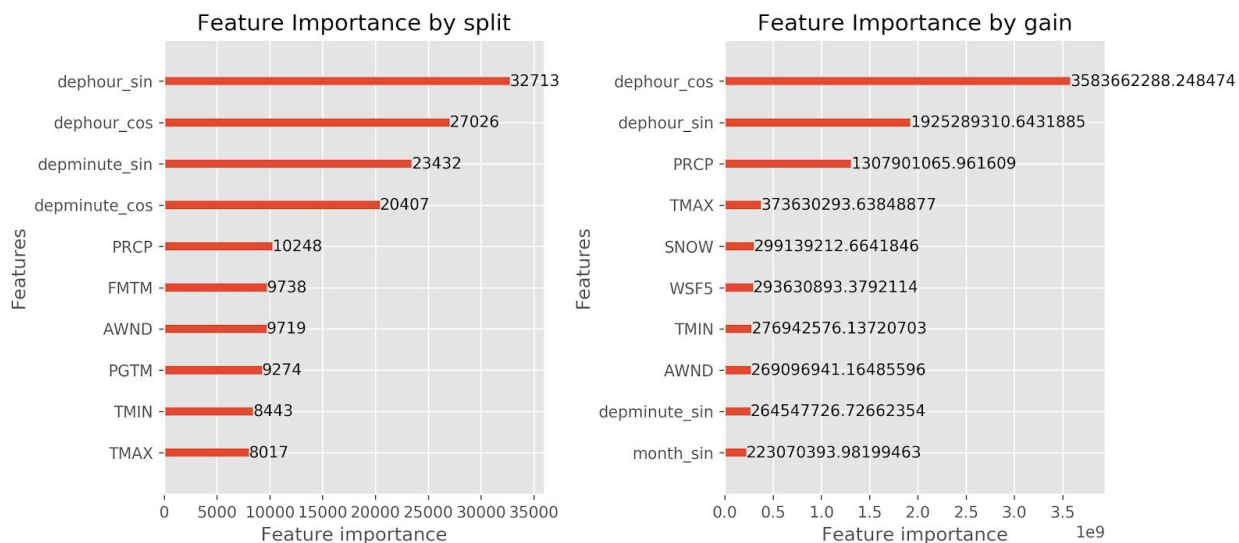 Feature Importance by split
dephour_sin 32713
dephour_cos 27026
depminute_sin 23432
depminute_cos 20407
PRCP 10248
FMTM 9738
AWND 9719
PGTM 9274
TMIN 8443
TMAX 8017
Features
0 5000 10000 15000 20000 25000 30000 35000
Feature importance
Feature Importance by gain
dephour_cos 3583662288.248474
dephour_sin 1925289310.6431885
PRCP 1307901065.961609
TMAX 373630293.63848877
SNOW 299139212.6641846
WSF5 293630893.3792114
TMIN 276942576.13720703
AWND 269096941.16485596
depminute_sin 264547726.72662354
month_sin 223070393.98199463
Features
0.0 0.5 1.0 1.5 2.0 2.5 3.0 3.5
1e9
Feature importance